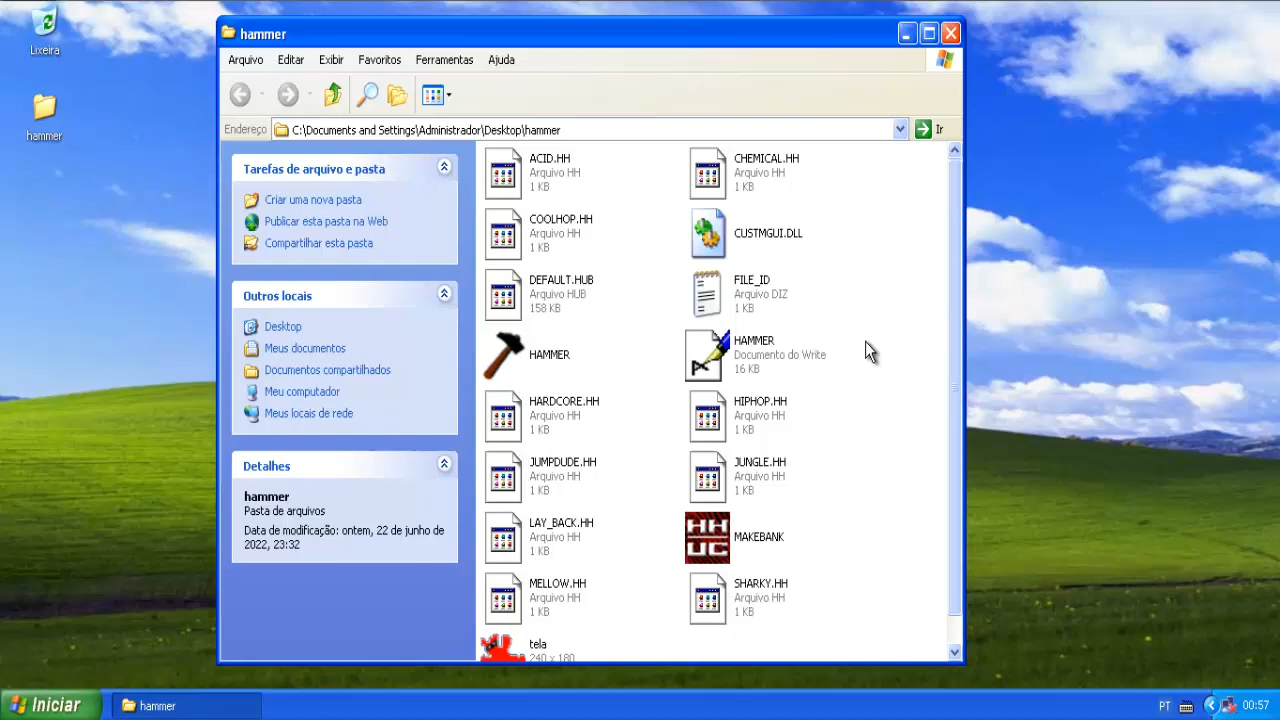 Lixeira
hammer
hammer
Arquivo Editar Exibir Favoritos Ferramentas Ajuda
Endereço C:\Documents and Settings\Administrador\Desktop\hammer Ir
Tarefas de arquivo e pasta
Criar uma nova pasta
Publicar esta pasta na Web
Compartilhar esta pasta
Outros locais
Desktop
Meus documentos
Documentos compartilhados
Meu computador
Meus locais de rede
Detalhes
hammer
Pasta de arquivos
Data de modificação: ontem, 22 de junho de
2022, 23:32
ACID.HH
Arquivo HH
1 KB
CHEMICAL.HH
Arquivo HH
1 KB
COOLHOP.HH
Arquivo HH
1 KB
CUSTMGUI.DLL
DEFAULT.HUB
Arquivo HUB
158 KB
FILE_ID
Arquivo DIZ
1 KB
HAMMER
HAMMER
Documento do Write
16 KB
HARDCORE.HH
Arquivo HH
1 KB
HIPHOP.HH
Arquivo HH
1 KB
JUMPDUDE.HH
Arquivo HH
1 KB
JUNGLE.HH
Arquivo HH
1 KB
LAY_BACK.HH
Arquivo HH
1 KB
HH
UC
MAKEBANK
MELLOW.HH
Arquivo HH
1 KB
SHARKY.HH
Arquivo HH
1 KB
tela
240 x 180
Iniciar hammer PT 00:57